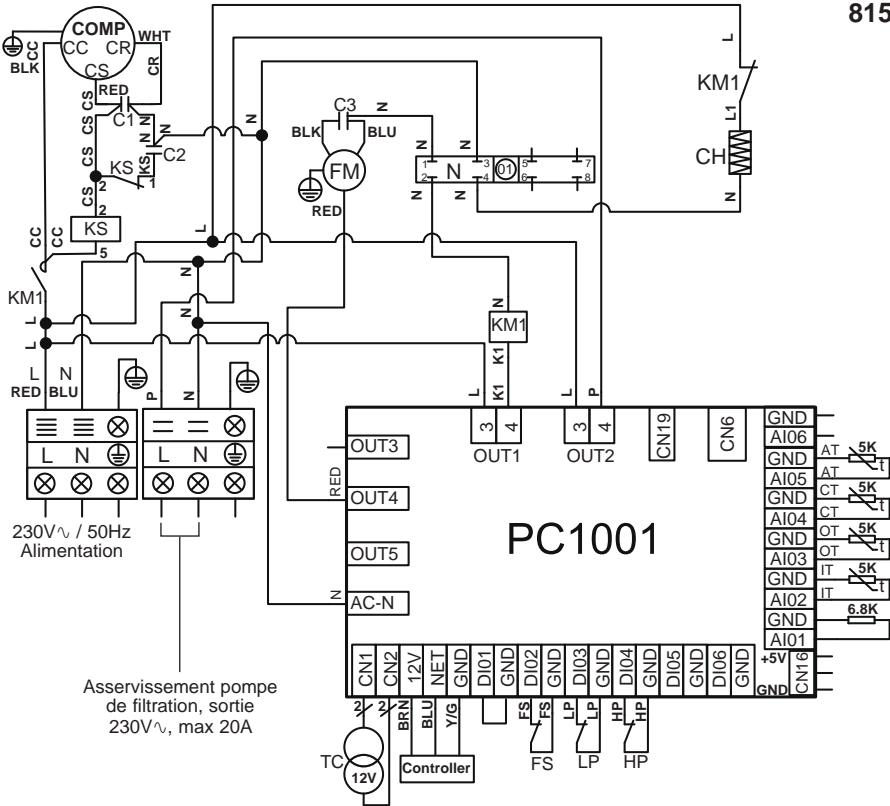 815
COMP
CC CR
CS
WHT
CR
CC
BLK
CS
RED
C1
CS
N
N
N
C2
KS
KS
2
1
CS
CS
2
KS
5
CC
CC
KM1
L
L
N
N
N
L
C3
N
BLK
BLU
FM
RED
N
N
1 3 5 7
N 01
2 4 6 8
N
N
L
KM1
L1
CH
N
N
KM1
K1
L
K1
L
P
L N
RED BLU
P
N
L N
L N
230V∿ / 50Hz
Alimentation
Asservissement pompe
de filtration, sortie
230V∿, max 20A
PC1001
3 4
OUT1
3 4
OUT2
CN19
CN6
OUT3
RED
OUT4
OUT5
N
AC-N
GND
AI06
GND
AT
5K
t
AI05
AT
GND
CT
5K
t
AI04
CT
GND
OT
5K
t
AI03
OT
GND
IT
5K
t
AI02
IT
GND
6.8K
AI01
+5V
CN16
GND
CN1
CN2
12V
NET
GND
DI01
GND
DI02
GND
DI03
GND
DI04
GND
DI05
GND
DI06
GND
2 2
BRN
BLU
Y/G
FS
FS
LP
LP
HP
HP
TC
12V
Controller
FS
LP
HP